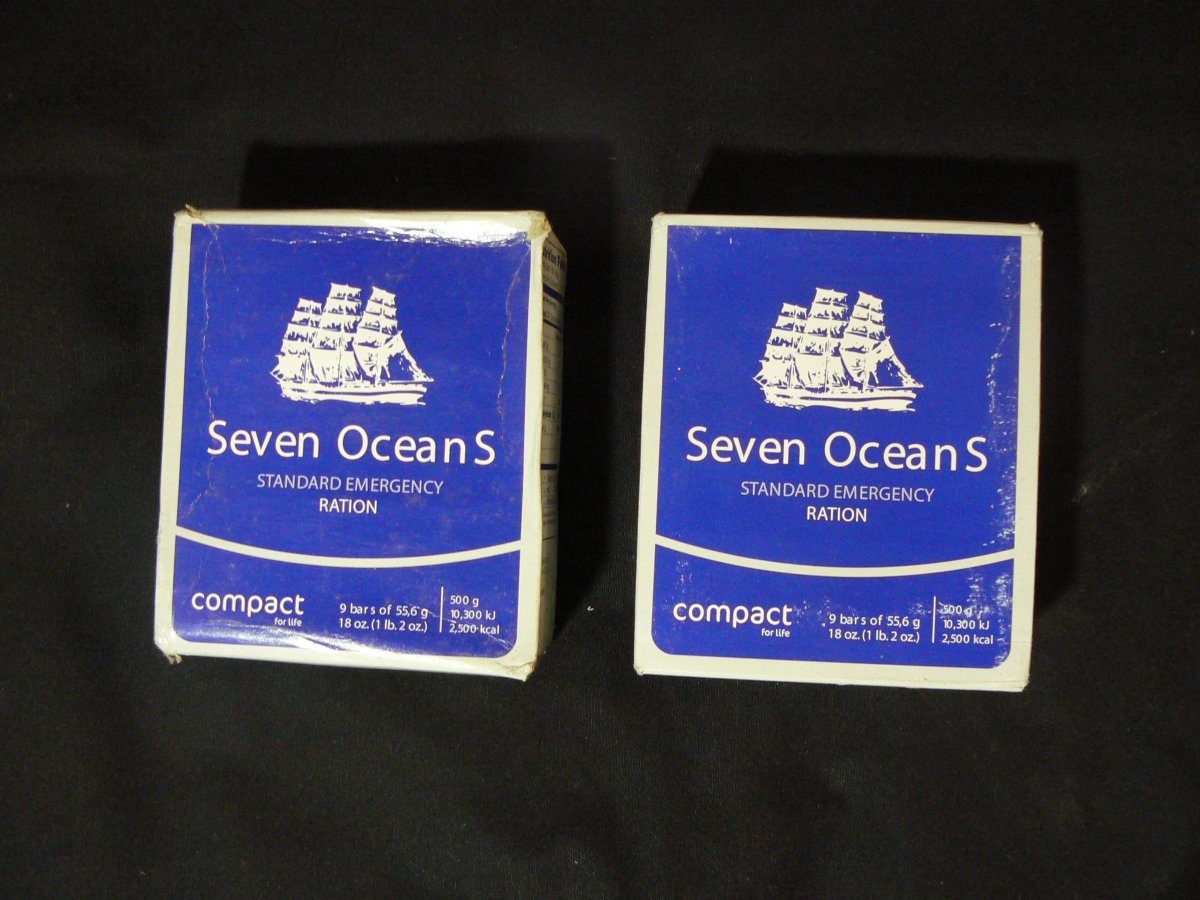 Seven OceanS
STANDARD EMERGENCY
RATION
compact
for life
9 bars of 55,6 g
18 oz. (1 lb. 2 oz.)
500 g
10,300 kJ
2,500 kcal
Seven OceanS
STANDARD EMERGENCY
RATION
compact
for life
9 bars of 55,6 g
18 oz. (1 lb. 2 oz.)
500 g
10,300 kJ
2,500 kcal